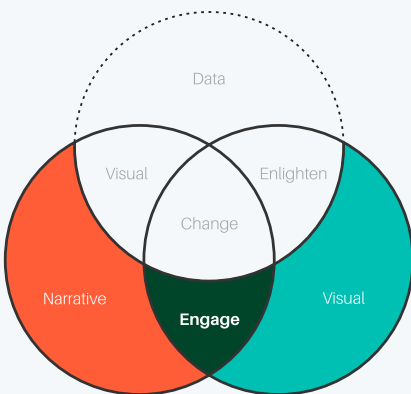 Data
Visual
Enlighten
Change
Narrative
Visual
Engage